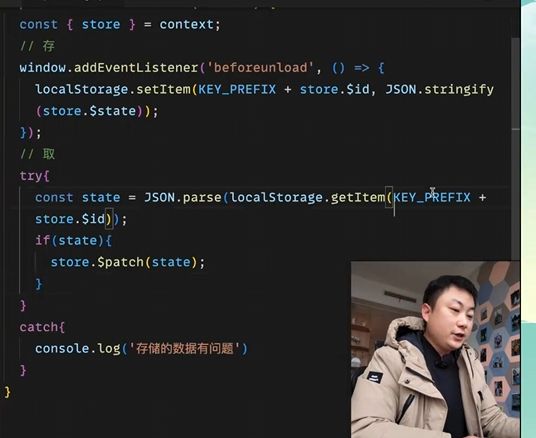 const { store } = context;
// 存
window.addEventListener('beforeunload', () => {
localStorage.setItem(KEY_PREFIX + store.$id, JSON.stringify
(store.$state));
});
// 取
try{
const state = JSON.parse(localStorage.getItem(KEY_PREFIX +
store.$id));
if(state){
store.$patch(state);
}
}
catch{
console.log('存储的数据有问题')
}
}